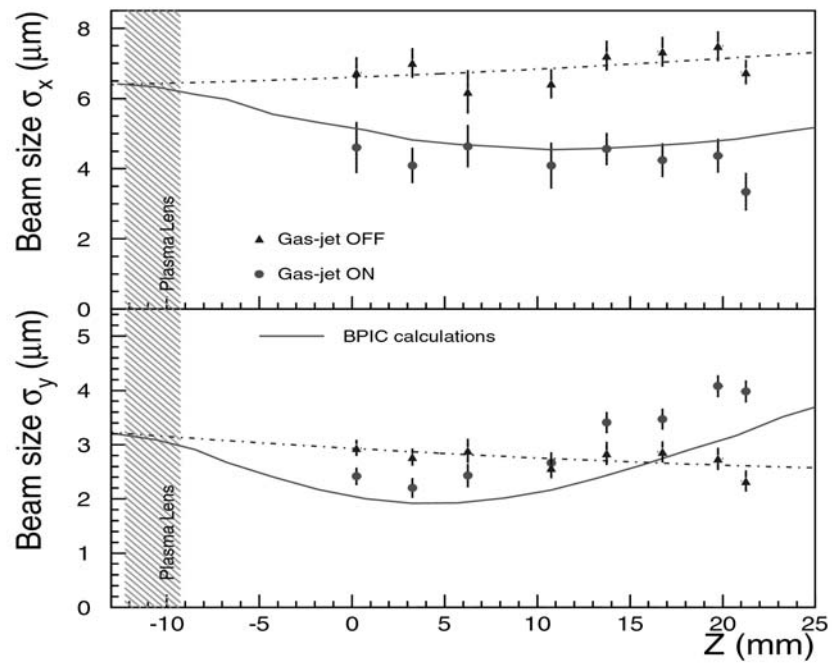 Beam size σx (μm)
8
6
4
2
0
Plasma Lens
Gas-jet OFF
Gas-jet ON
Beam size σy (μm)
5
4
3
2
1
0
Plasma Lens
BPIC calculations
-10 -5 0 5 10 15 20 25
Z (mm)